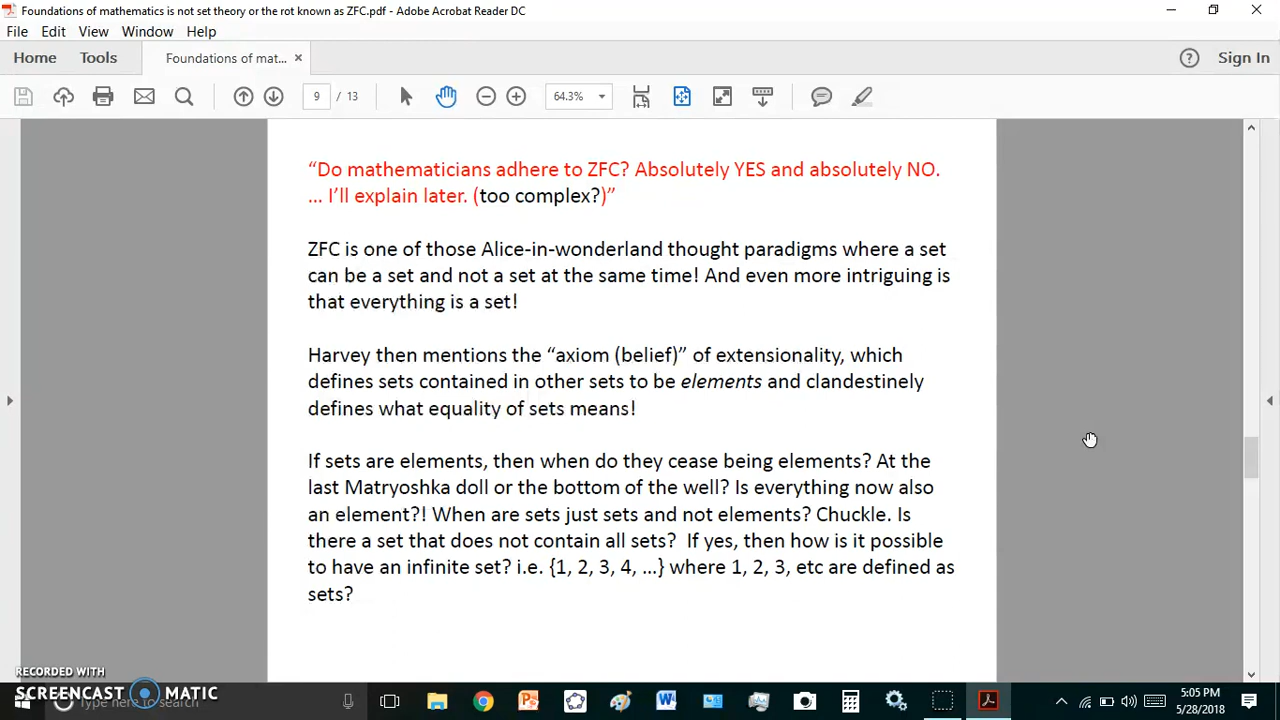 Foundations of mathematics is not set theory or the rot known as ZFC.pdf - Adobe Acrobat Reader DC
File Edit View Window Help
Home Tools Foundations of mat... × Sign In
9 / 13 64.3%
“Do mathematicians adhere to ZFC? Absolutely YES and absolutely NO.
... I’ll explain later. (too complex?)”
ZFC is one of those Alice-in-wonderland thought paradigms where a set
can be a set and not a set at the same time! And even more intriguing is
that everything is a set!
Harvey then mentions the “axiom (belief)” of extensionality, which
defines sets contained in other sets to be elements and clandestinely
defines what equality of sets means!
If sets are elements, then when do they cease being elements? At the
last Matryoshka doll or the bottom of the well? Is everything now also
an element?! When are sets just sets and not elements? Chuckle. Is
there a set that does not contain all sets?  If yes, then how is it possible
to have an infinite set? i.e. {1, 2, 3, 4, ...} where 1, 2, 3, etc are defined as
sets?
RECORDED WITH
SCREENCAST MATIC
Type here to search
5:05 PM
5/28/2018